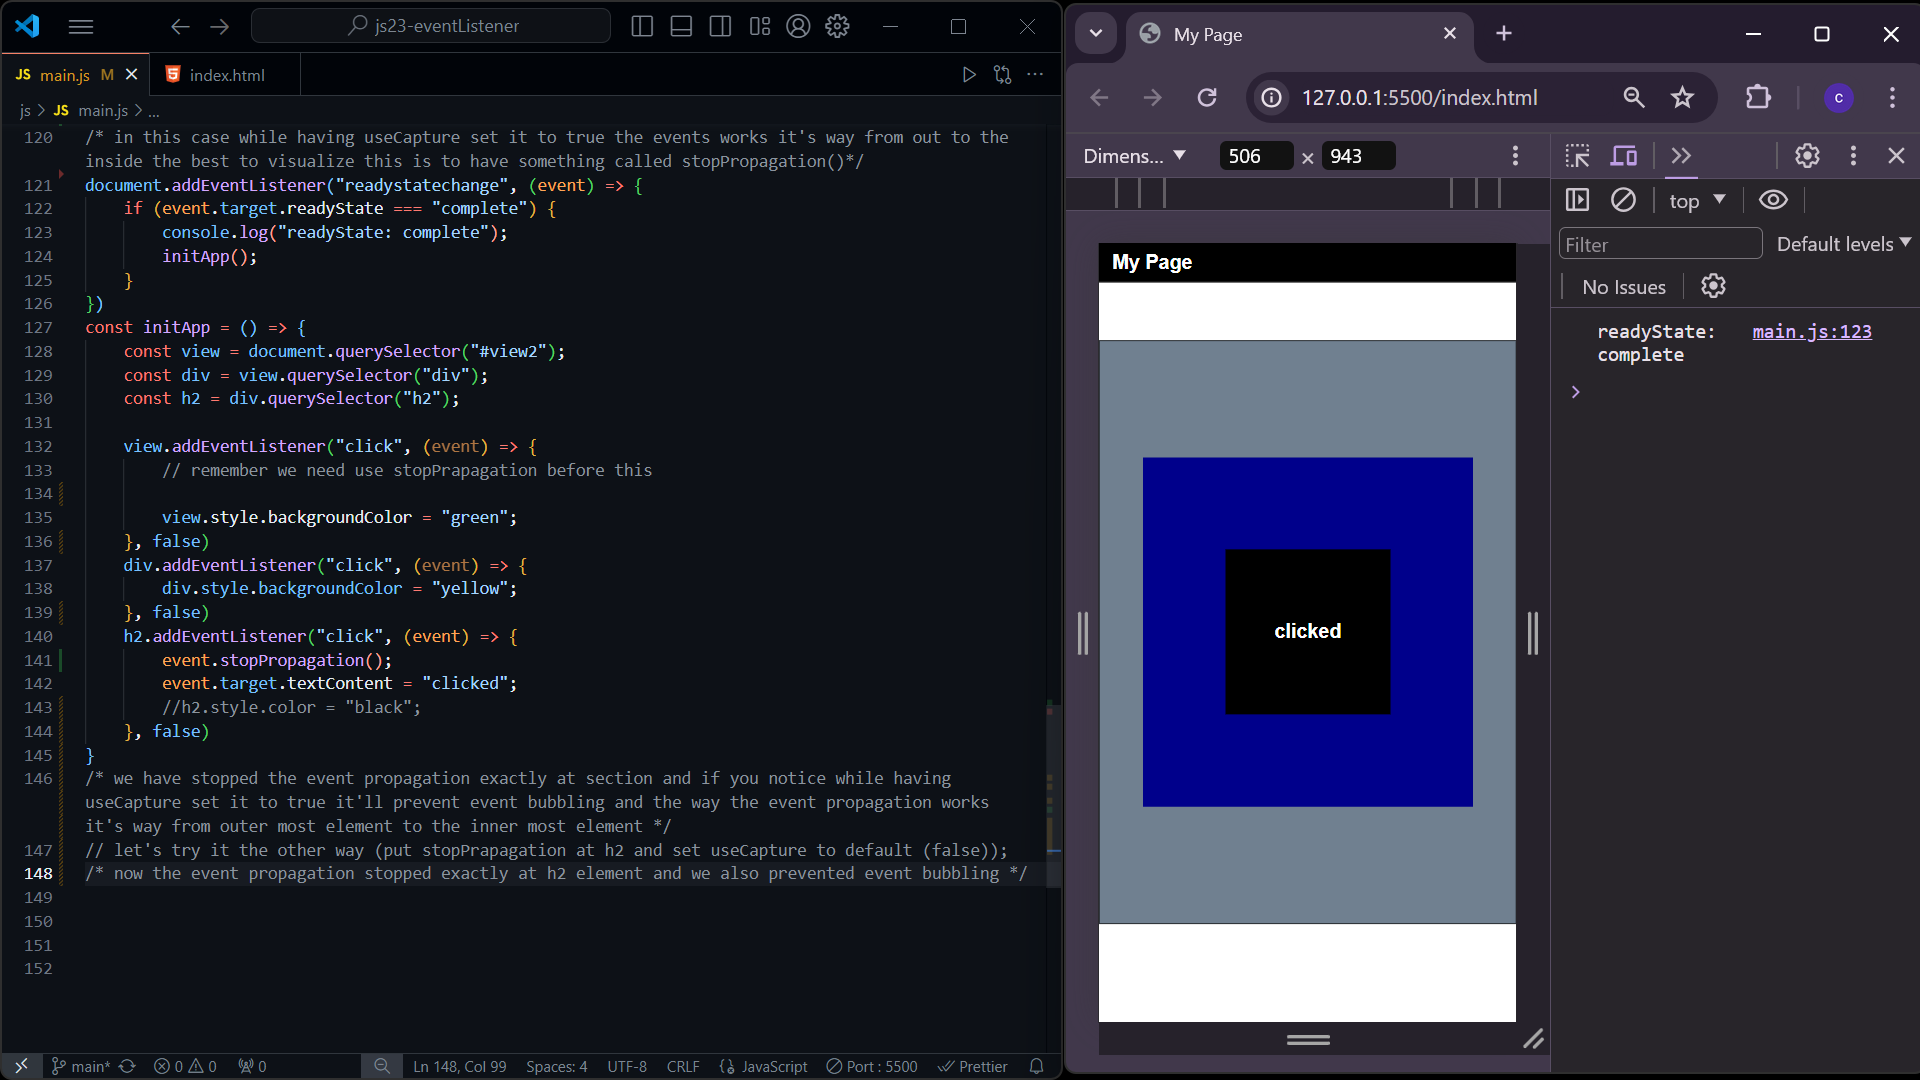 js23-eventListener
JS main.js M
index.html
js > JS main.js > ...
120 /* in this case while having useCapture set it to true the events works it's way from out to the
inside the best to visualize this is to have something called stopPropagation()*/
121 document.addEventListener("readystatechange", (event) => {
122 if (event.target.readyState === "complete") {
123 console.log("readyState: complete");
124 initApp();
125 }
126 })
127 const initApp = () => {
128 const view = document.querySelector("#view2");
129 const div = view.querySelector("div");
130 const h2 = div.querySelector("h2");
131
132 view.addEventListener("click", (event) => {
133 // remember we need use stopPrapagation before this
134
135 view.style.backgroundColor = "green";
136 }, false)
137 div.addEventListener("click", (event) => {
138 div.style.backgroundColor = "yellow";
139 }, false)
140 h2.addEventListener("click", (event) => {
141 event.stopPropagation();
142 event.target.textContent = "clicked";
143 //h2.style.color = "black";
144 }, false)
145 }
146 /* we have stopped the event propagation exactly at section and if you notice while having
useCapture set it to true it'll prevent event bubbling and the way the event propagation works
it's way from outer most element to the inner most element */
147 // let's try it the other way (put stopPrapagation at h2 and set useCapture to default (false));
148 /* now the event propagation stopped exactly at h2 element and we also prevented event bubbling */
149
150
151
152
main* 0 0 0 Ln 148, Col 99 Spaces: 4 UTF-8 CRLF JavaScript Port : 5500 Prettier
My Page
127.0.0.1:5500/index.html
c
Dimens... 506 × 943
top
Filter
Default levels
No Issues
readyState: main.js:123
complete
My Page
clicked